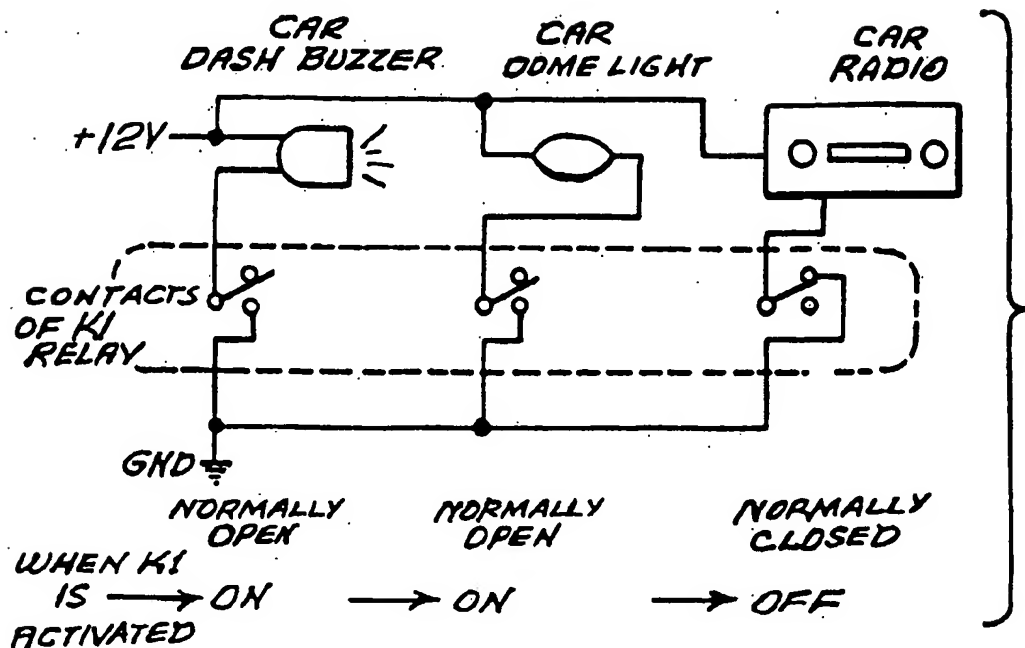 CAR
DASH BUZZER
CAR
DOME LIGHT
CAR
RADIO
+12V
CONTACTS
OF K1
RELAY
GND
NORMALLY
OPEN
NORMALLY
OPEN
NORMALLY
CLOSED
WHEN K1
IS → ON → ON → OFF
ACTIVATED